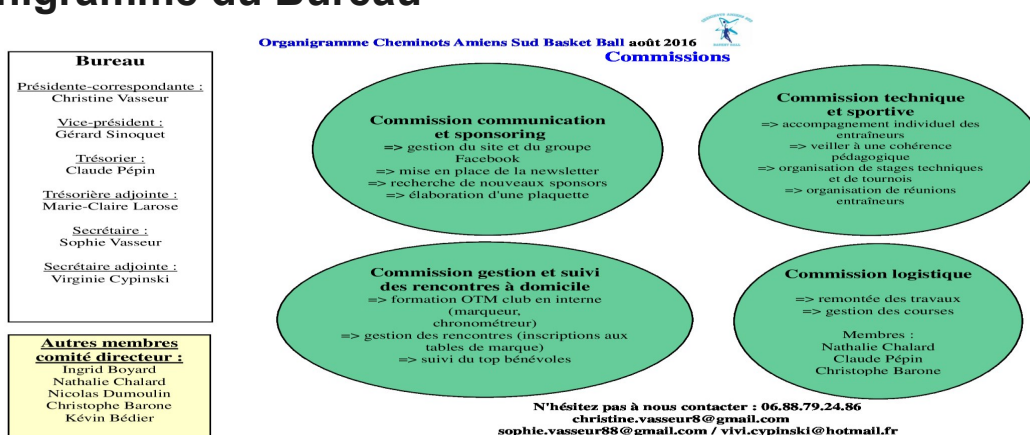 nigramme du Bureau
Organigramme Cheminots Amiens Sud Basket Ball août 2016
Commissions
Bureau
Présidente-correspondante :
Christine Vasseur
Vice-président :
Gérard Sinoquet
Trésorier :
Claude Pépin
Trésorière adjointe :
Marie-Claire Larose
Secrétaire :
Sophie Vasseur
Secrétaire adjointe :
Virginie Cypinski
Autres membres
comité directeur :
Ingrid Boyard
Nathalie Chalard
Nicolas Dumoulin
Christophe Barone
Kévin Bédier
Commission communication
et sponsoring
=> gestion du site et du groupe
Facebook
=> mise en place de la newsletter
=> recherche de nouveaux sponsors
=> élaboration d'une plaquette
Commission technique
et sportive
=> accompagnement individuel des
entraîneurs
=> veiller à une cohérence
pédagogique
=> organisation de stages techniques
et de tournois
=> organisation de réunions
entraîneurs
Commission gestion et suivi
des rencontres à domicile
=> formation OTM club en interne
(marqueur,
chronométreur)
=> gestion des rencontres (inscriptions aux
tables de marque)
=> suivi du top bénévoles
Commission logistique
=> remontée des travaux
=> gestion des courses
Membres :
Nathalie Chalard
Claude Pépin
Christophe Barone
N'hésitez pas à nous contacter : 06.88.79.24.86
christine.vasseur8@gmail.com
sophie.vasseur88@gmail.com / vivi.cypinski@hotmail.fr